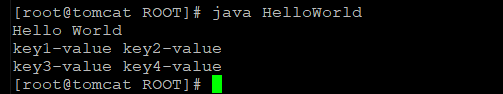 [root@tomcat ROOT]# java HelloWorld
Hello World
key1-value key2-value
key3-value key4-value
[root@tomcat ROOT]#